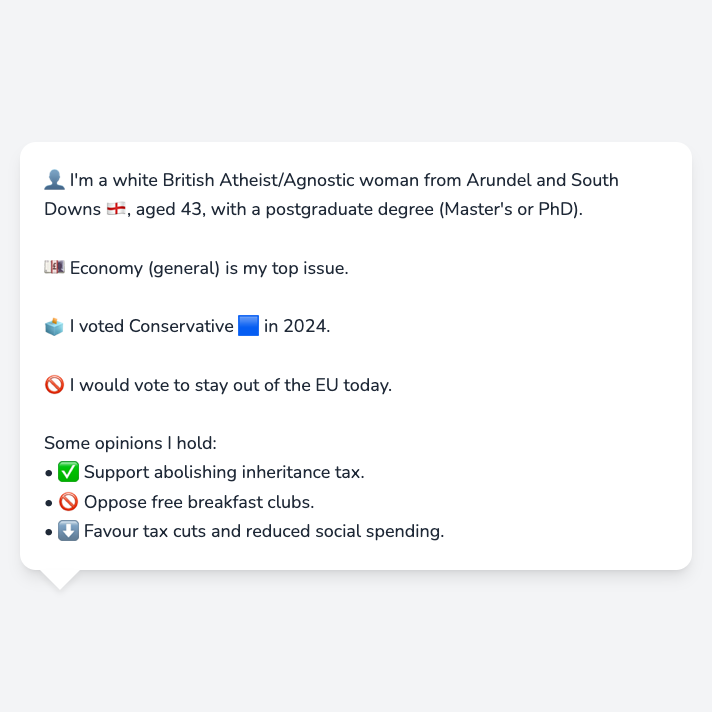 👤 I'm a white British Atheist/Agnostic woman from Arundel and South
Downs 🏴󠁧󠁢󠁥󠁮󠁧󠁿, aged 43, with a postgraduate degree (Master's or PhD).
💷 Economy (general) is my top issue.
🗳️ I voted Conservative 🟦 in 2024.
🚫 I would vote to stay out of the EU today.
Some opinions I hold:
• ✅ Support abolishing inheritance tax.
• 🚫 Oppose free breakfast clubs.
• ⬇️ Favour tax cuts and reduced social spending.